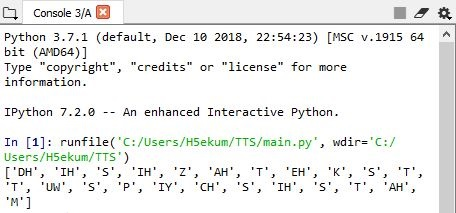 Console 3/A
Python 3.7.1 (default, Dec 10 2018, 22:54:23) [MSC v.1915 64
bit (AMD64)]
Type "copyright", "credits" or "license" for more
information.
IPython 7.2.0 -- An enhanced Interactive Python.
In [1]: runfile('C:/Users/H5ekum/TTS/main.py', wdir='C:/
Users/H5ekum/TTS')
['DH', 'IH', 'S', 'IH', 'Z', 'AH', 'T', 'EH', 'K', 'S', 'T',
'T', 'UW', 'S', 'P', 'IY', 'CH', 'S', 'IH', 'S', 'T', 'AH',
'M']